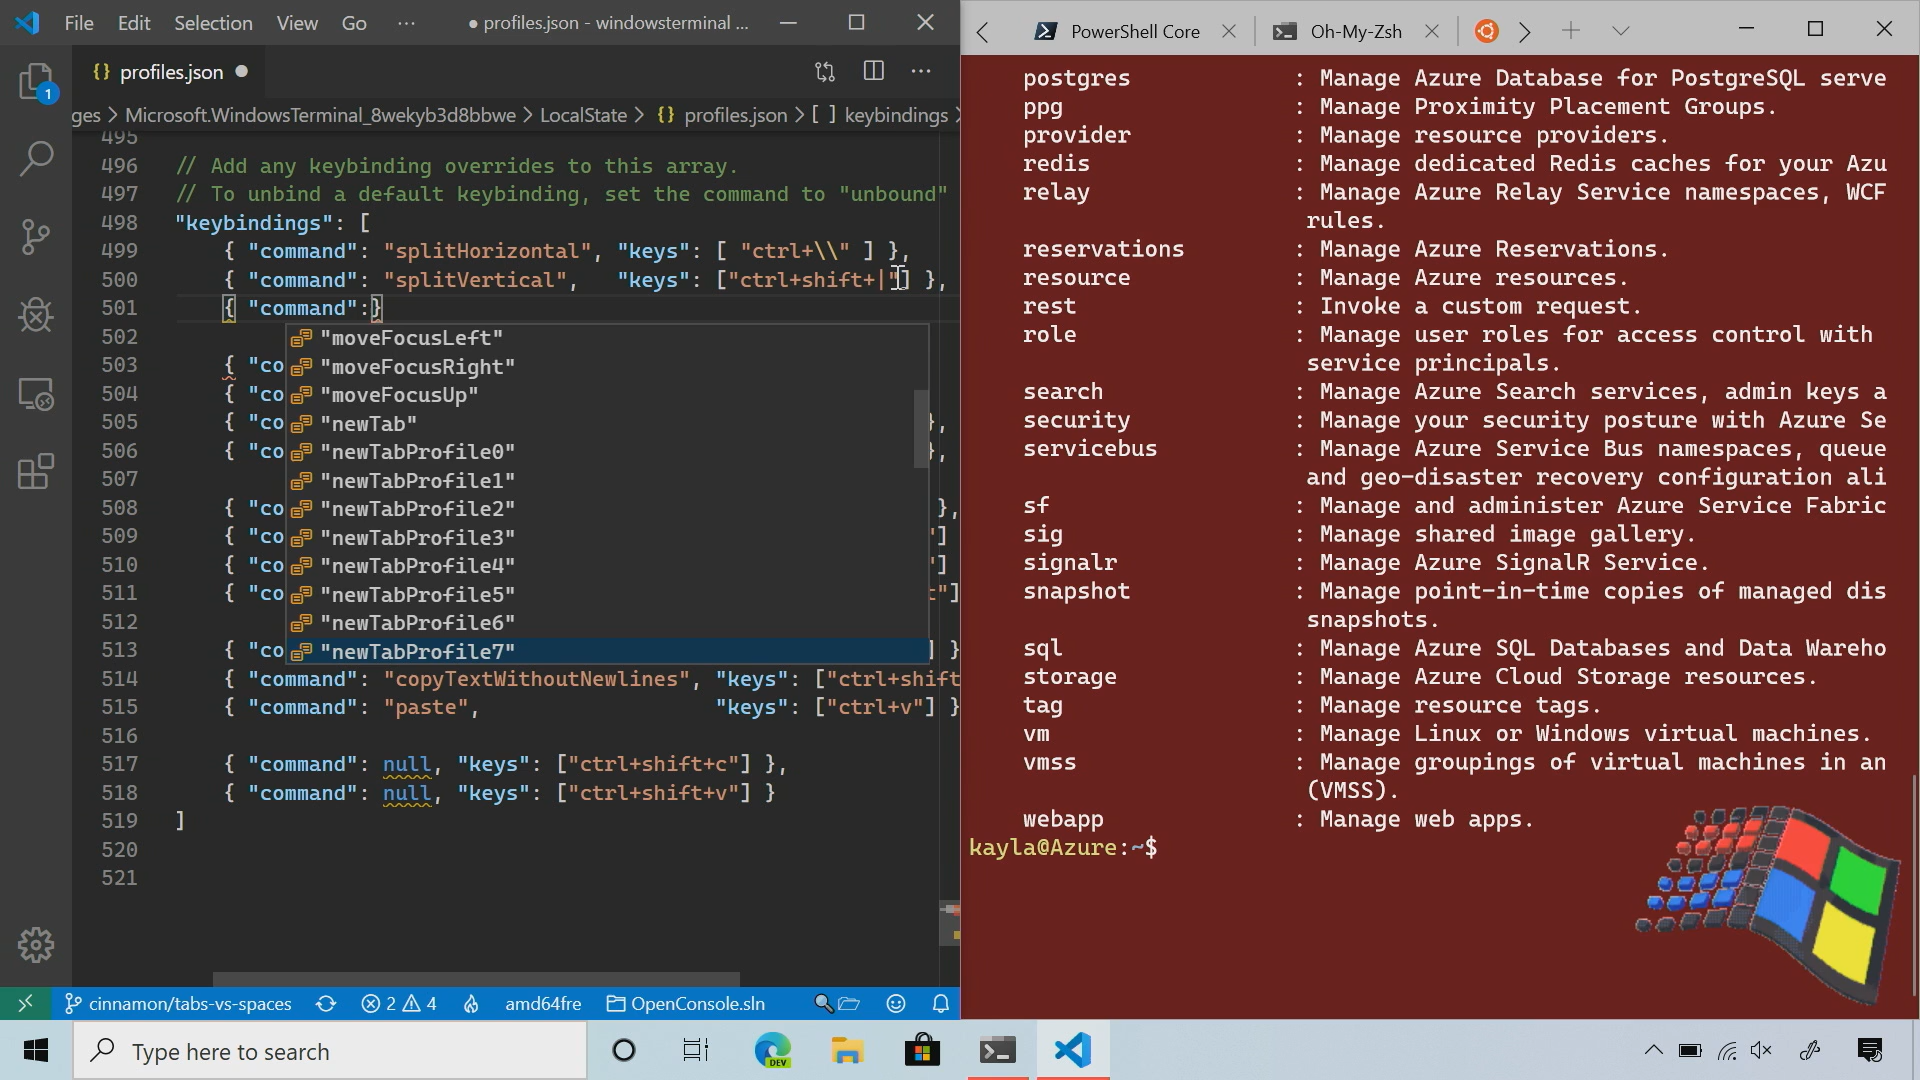 File Edit Selection View Go ··· ● profiles.json - windowsterminal ...
{} profiles.json ●
1
ges > Microsoft.WindowsTerminal_8wekyb3d8bbwe > LocalState > {} profiles.json > [ ] keybindings >
495
496 // Add any keybinding overrides to this array.
497 // To unbind a default keybinding, set the command to "unbound"
498 "keybindings": [
499 { "command": "splitHorizontal", "keys": [ "ctrl+\\" ] },
500 { "command": "splitVertical", "keys": ["ctrl+shift+|"] },
501 { "command":}
502 "moveFocusLeft"
503 { "co "moveFocusRight"
504 { "co "moveFocusUp"
505 { "co "newTab" },
506 { "co "newTabProfile0" },
507 "newTabProfile1"
508 { "co "newTabProfile2" },
509 { "co "newTabProfile3" "]
510 { "co "newTabProfile4" "]
511 { "co "newTabProfile5" t"]
512 "newTabProfile6"
513 { "co "newTabProfile7" ] }
514 { "command": "copyTextWithoutNewlines", "keys": ["ctrl+shift
515 { "command": "paste", "keys": ["ctrl+v"] }
516
517 { "command": null, "keys": ["ctrl+shift+c"] },
518 { "command": null, "keys": ["ctrl+shift+v"] }
519 ]
520
521
cinnamon/tabs-vs-spaces 2 4 amd64fre OpenConsole.sln
PowerShell Core Oh-My-Zsh
postgres : Manage Azure Database for PostgreSQL serve
ppg : Manage Proximity Placement Groups.
provider : Manage resource providers.
redis : Manage dedicated Redis caches for your Azu
relay : Manage Azure Relay Service namespaces, WCF
rules.
reservations : Manage Azure Reservations.
resource : Manage Azure resources.
rest : Invoke a custom request.
role : Manage user roles for access control with
service principals.
search : Manage Azure Search services, admin keys a
security : Manage your security posture with Azure Se
servicebus : Manage Azure Service Bus namespaces, queue
and geo-disaster recovery configuration ali
sf : Manage and administer Azure Service Fabric
sig : Manage shared image gallery.
signalr : Manage Azure SignalR Service.
snapshot : Manage point-in-time copies of managed dis
snapshots.
sql : Manage Azure SQL Databases and Data Wareho
storage : Manage Azure Cloud Storage resources.
tag : Manage resource tags.
vm : Manage Linux or Windows virtual machines.
vmss : Manage groupings of virtual machines in an
(VMSS).
webapp : Manage web apps.
kayla@Azure:~$
Type here to search
DEV